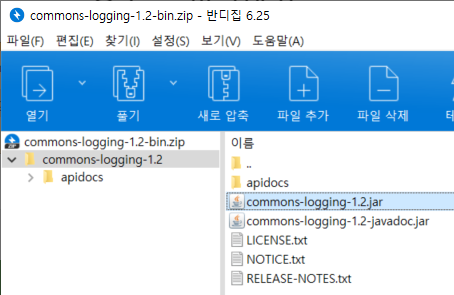 commons-logging-1.2-bin.zip - 반디집 6.25
파일(F) 편집(E) 찾기(I) 설정(S) 보기(V) 도움말(A)
열기 풀기 새로 압축 파일 추가 파일 삭제
commons-logging-1.2-bin.zip
commons-logging-1.2
apidocs
이름
..
apidocs
commons-logging-1.2.jar
commons-logging-1.2-javadoc.jar
LICENSE.txt
NOTICE.txt
RELEASE-NOTES.txt